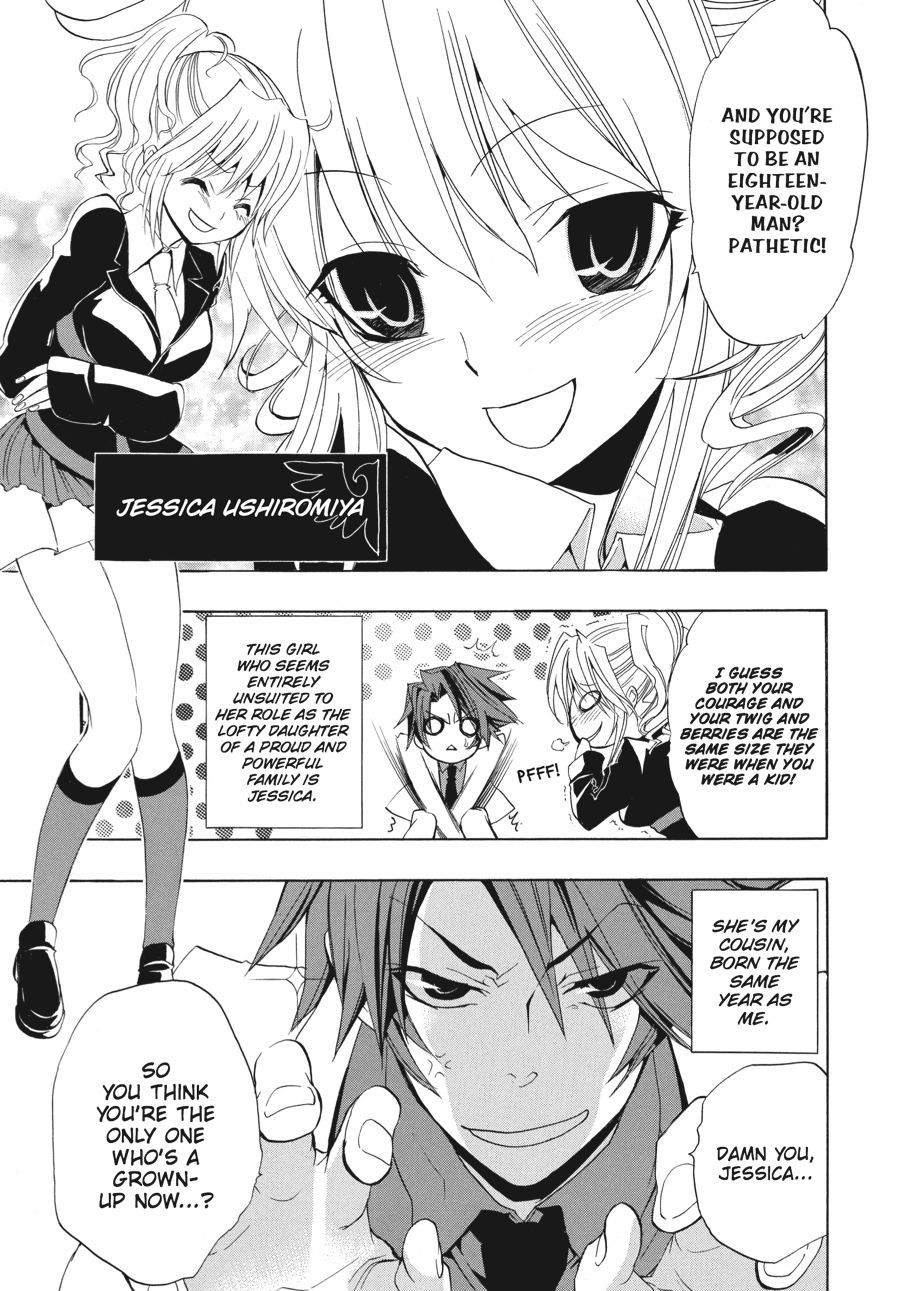 AND YOU'RE
SUPPOSED
TO BE AN
EIGHTEEN-
YEAR-OLD
MAN?
PATHETIC!
JESSICA USHIROMIYA
I GUESS
BOTH YOUR
COURAGE AND
YOUR TWIG AND
BERRIES ARE THE
SAME SIZE THEY
WERE WHEN YOU
WERE A KID!
PFFF!
THIS GIRL
WHO SEEMS
ENTIRELY
UNSUITED TO
HER ROLE AS THE
LOFTY DAUGHTER
OF A PROUD AND
POWERFUL
FAMILY IS
JESSICA.
SHE'S MY
COUSIN,
BORN THE
SAME
YEAR AS
ME.
DAMN YOU,
JESSICA...
SO
YOU THINK
YOU'RE THE
ONLY ONE
WHO'S A
GROWN-
UP NOW...?